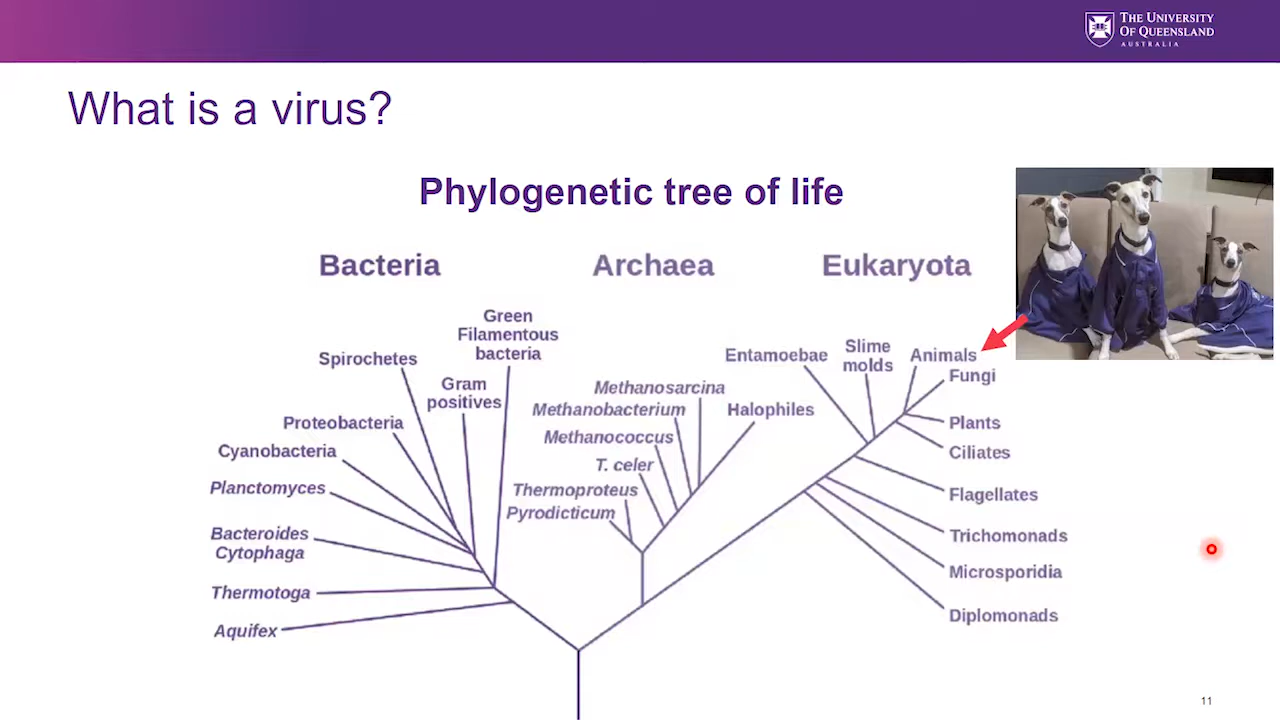 THE UNIVERSITY
OF QUEENSLAND
AUSTRALIA
What is a virus?
Phylogenetic tree of life
Bacteria
Archaea
Eukaryota
Green
Filamentous
bacteria
Spirochetes
Gram
positives
Proteobacteria
Cyanobacteria
Planctomyces
Bacteroides
Cytophaga
Thermotoga
Aquifex
Methanosarcina
Methanobacterium
Halophiles
Methanococcus
T. celer
Thermoproteus
Pyrodicticum
Entamoebae
Slime
molds
Animals
Fungi
Plants
Ciliates
Flagellates
Trichomonads
Microsporidia
Diplomonads
11